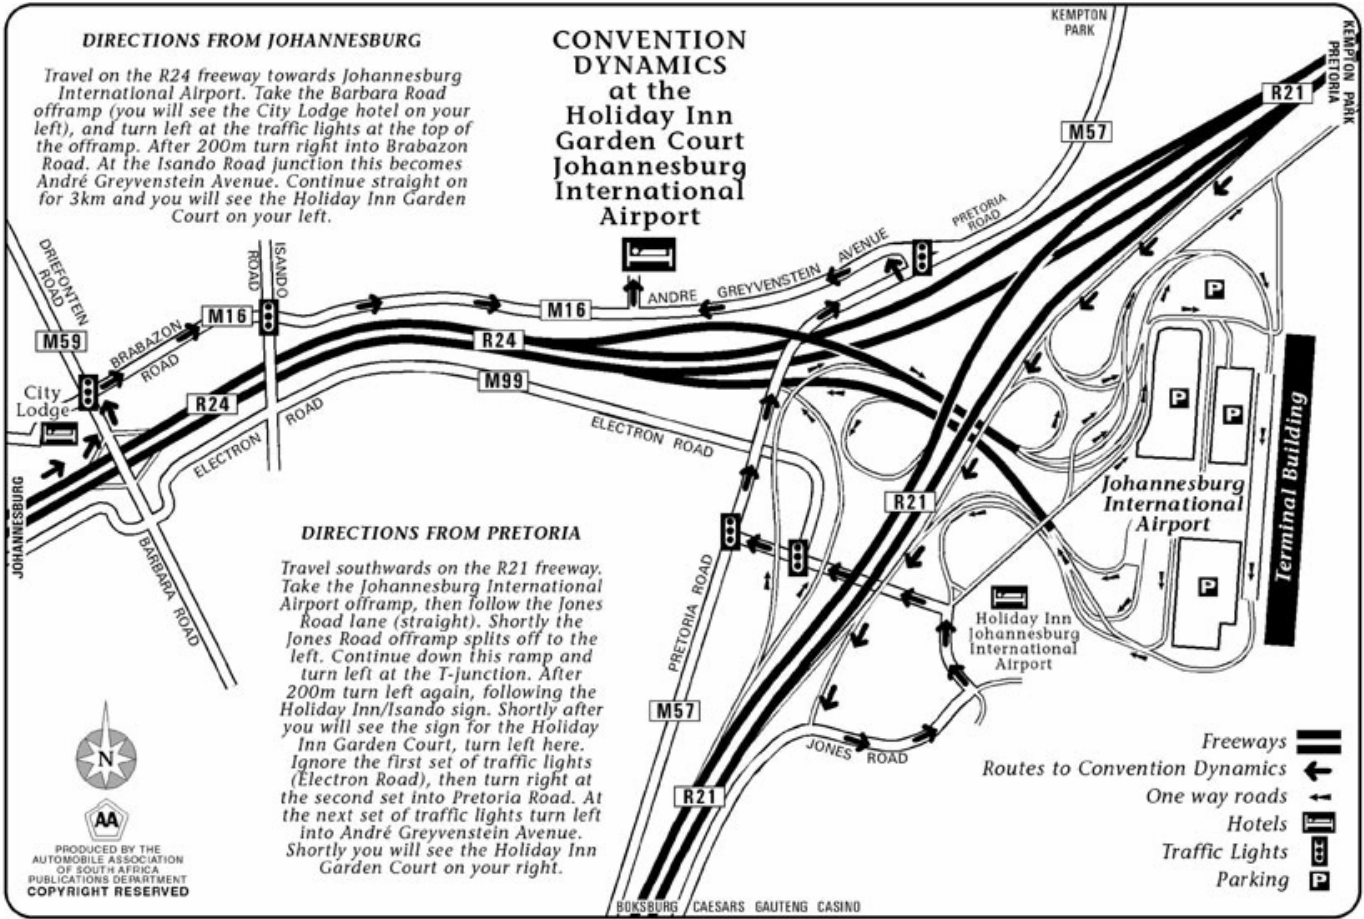 DIRECTIONS FROM JOHANNESBURG
Travel on the R24 freeway towards Johannesburg
International Airport. Take the Barbara Road
offramp (you will see the City Lodge hotel on your
left), and turn left at the traffic lights at the top of
the offramp. After 200m turn right into Brabazon
Road. At the Isando Road junction this becomes
André Greyvenstein Avenue. Continue straight on
for 3km and you will see the Holiday Inn Garden
Court on your left.
CONVENTION
DYNAMICS
at the
Holiday Inn
Garden Court
Johannesburg
International
Airport
KEMPTON
PARK
KEMPTON PARK
PRETORIA
R21
M57
PRETORIA
ROAD
DRIEFONTEIN
ROAD
ISANDO
ROAD
ANDRE GREYVENSTEIN AVENUE
M16
M16
M59
BRABAZON
ROAD
R24
M99
City
Lodge
R24
ELECTRON ROAD
ELECTRON ROAD
P
P
P
JOHANNESBURG
BARBARA ROAD
R21
Johannesburg
International
Airport
Terminal Building
P
DIRECTIONS FROM PRETORIA
Travel southwards on the R21 freeway.
Take the Johannesburg International
Airport offramp, then follow the Jones
Road lane (straight). Shortly the
Jones Road offramp splits off to the
left. Continue down this ramp and
turn left at the T-junction. After
200m turn left again, following the
Holiday Inn/Isando sign. Shortly after
you will see the sign for the Holiday
Inn Garden Court, turn left here.
Ignore the first set of traffic lights
(Electron Road), then turn right at
the second set into Pretoria Road. At
the next set of traffic lights turn left
into André Greyvenstein Avenue.
Shortly you will see the Holiday Inn
Garden Court on your right.
PRETORIA ROAD
Holiday Inn
Johannesburg
International
Airport
M57
JONES ROAD
R21
N
AA
PRODUCED BY THE
AUTOMOBILE ASSOCIATION
OF SOUTH AFRICA
PUBLICATIONS DEPARTMENT
COPYRIGHT RESERVED
Freeways
Routes to Convention Dynamics
One way roads
Hotels
Traffic Lights
Parking P
BOKSBURG CAESARS GAUTENG CASINO